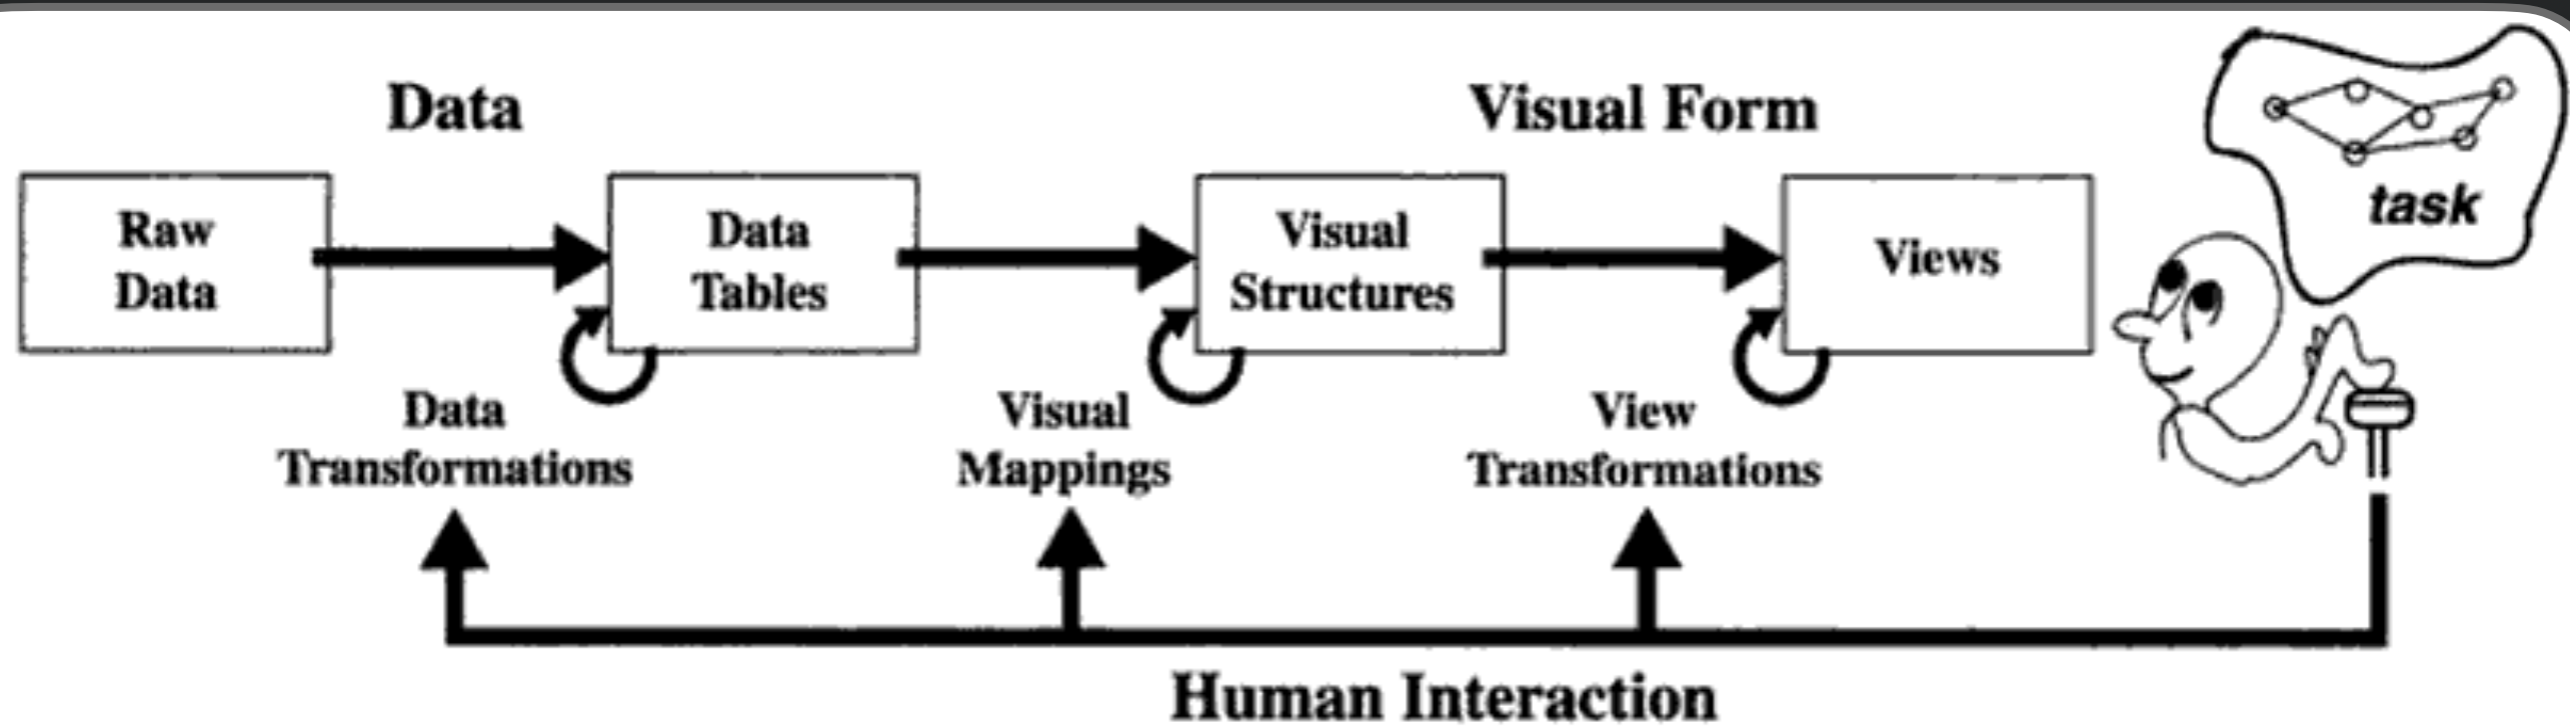 Data
Visual Form
Raw
Data
Data
Tables
Visual
Structures
Views
task
Data
Transformations
Visual
Mappings
View
Transformations
Human Interaction